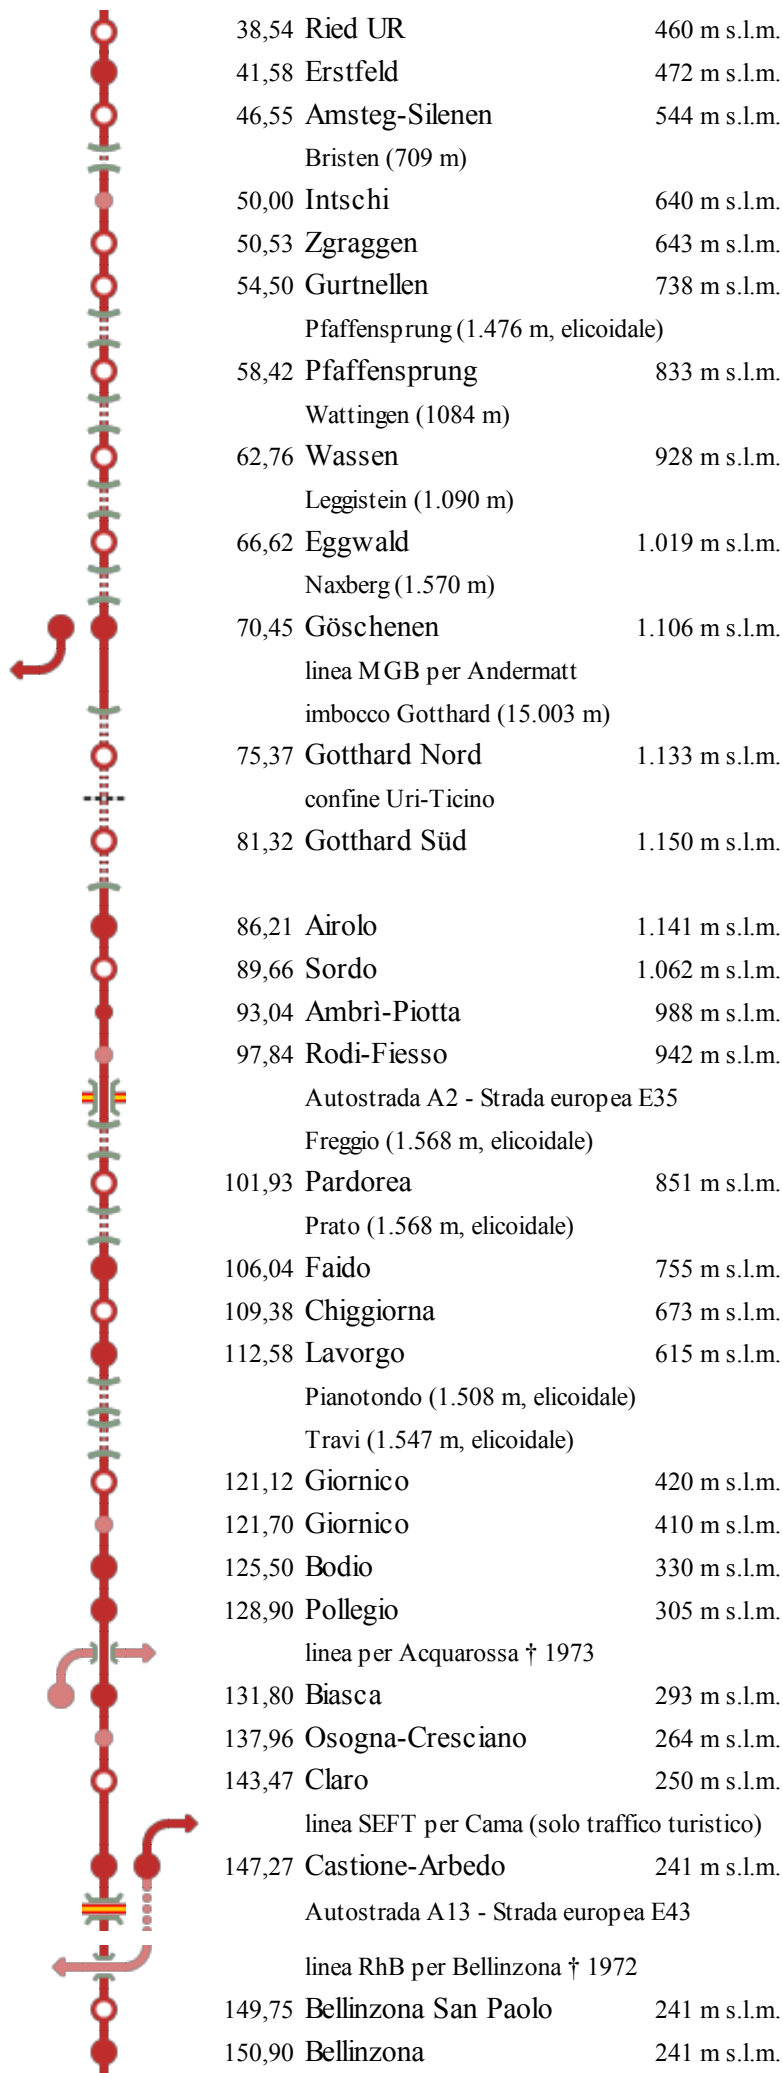 38,54 Ried UR 460 m s.l.m.
41,58 Erstfeld 472 m s.l.m.
46,55 Amsteg-Silenen 544 m s.l.m.
Bristen (709 m)
50,00 Intschi 640 m s.l.m.
50,53 Zgraggen 643 m s.l.m.
54,50 Gurtnellen 738 m s.l.m.
Pfaffensprung (1.476 m, elicoidale)
58,42 Pfaffensprung 833 m s.l.m.
Wattingen (1084 m)
62,76 Wassen 928 m s.l.m.
Leggistein (1.090 m)
66,62 Eggwald 1.019 m s.l.m.
Naxberg (1.570 m)
70,45 Göschenen 1.106 m s.l.m.
linea MGB per Andermatt
imbocco Gotthard (15.003 m)
75,37 Gotthard Nord 1.133 m s.l.m.
confine Uri-Ticino
81,32 Gotthard Süd 1.150 m s.l.m.
86,21 Airolo 1.141 m s.l.m.
89,66 Sordo 1.062 m s.l.m.
93,04 Ambrì-Piotta 988 m s.l.m.
97,84 Rodi-Fiesso 942 m s.l.m.
Autostrada A2 - Strada europea E35
Freggio (1.568 m, elicoidale)
101,93 Pardorea 851 m s.l.m.
Prato (1.568 m, elicoidale)
106,04 Faido 755 m s.l.m.
109,38 Chiggiorna 673 m s.l.m.
112,58 Lavorgo 615 m s.l.m.
Pianotondo (1.508 m, elicoidale)
Travi (1.547 m, elicoidale)
121,12 Giornico 420 m s.l.m.
121,70 Giornico 410 m s.l.m.
125,50 Bodio 330 m s.l.m.
128,90 Pollegio 305 m s.l.m.
linea per Acquarossa † 1973
131,80 Biasca 293 m s.l.m.
137,96 Osogna-Cresciano 264 m s.l.m.
143,47 Claro 250 m s.l.m.
linea SEFT per Cama (solo traffico turistico)
147,27 Castione-Arbedo 241 m s.l.m.
Autostrada A13 - Strada europea E43
linea RhB per Bellinzona † 1972
149,75 Bellinzona San Paolo 241 m s.l.m.
150,90 Bellinzona 241 m s.l.m.